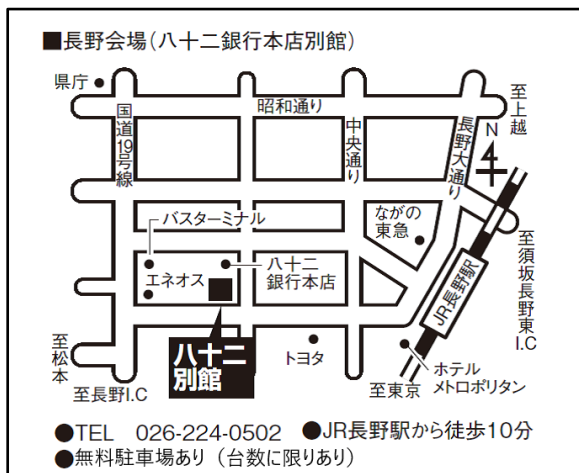 ■長野会場(八十二銀行本店別館)
県庁
国道19号線
昭和通り
中央通り
長野大通り
至上越
N
ながの
東急
バスターミナル
エネオス
八十二
銀行本店
JR長野駅
至須坂長野東I.C
至松本
八十二
別館
トヨタ
ホテル
メトロポリタン
至長野I.C
至東京
●TEL 026-224-0502 ●JR長野駅から徒歩10分
●無料駐車場あり (台数に限りあり)